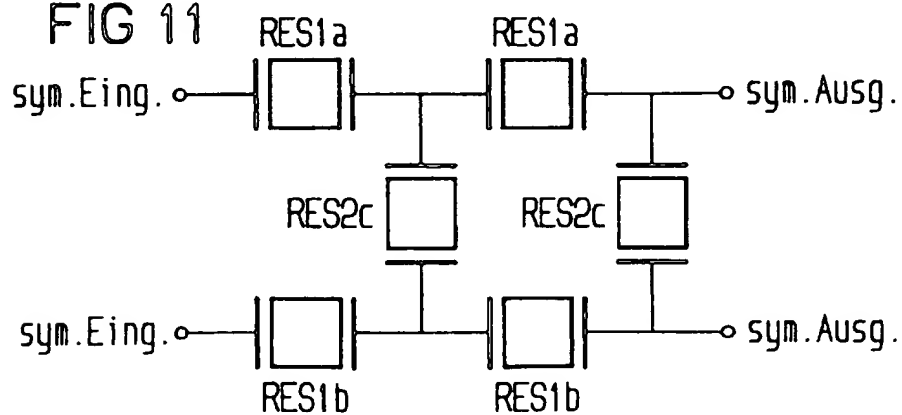 FIG 11
RES1a RES1a
sym.Eing. sym.Ausg.
RES2c RES2c
sym.Eing. sym.Ausg.
RES1b RES1b